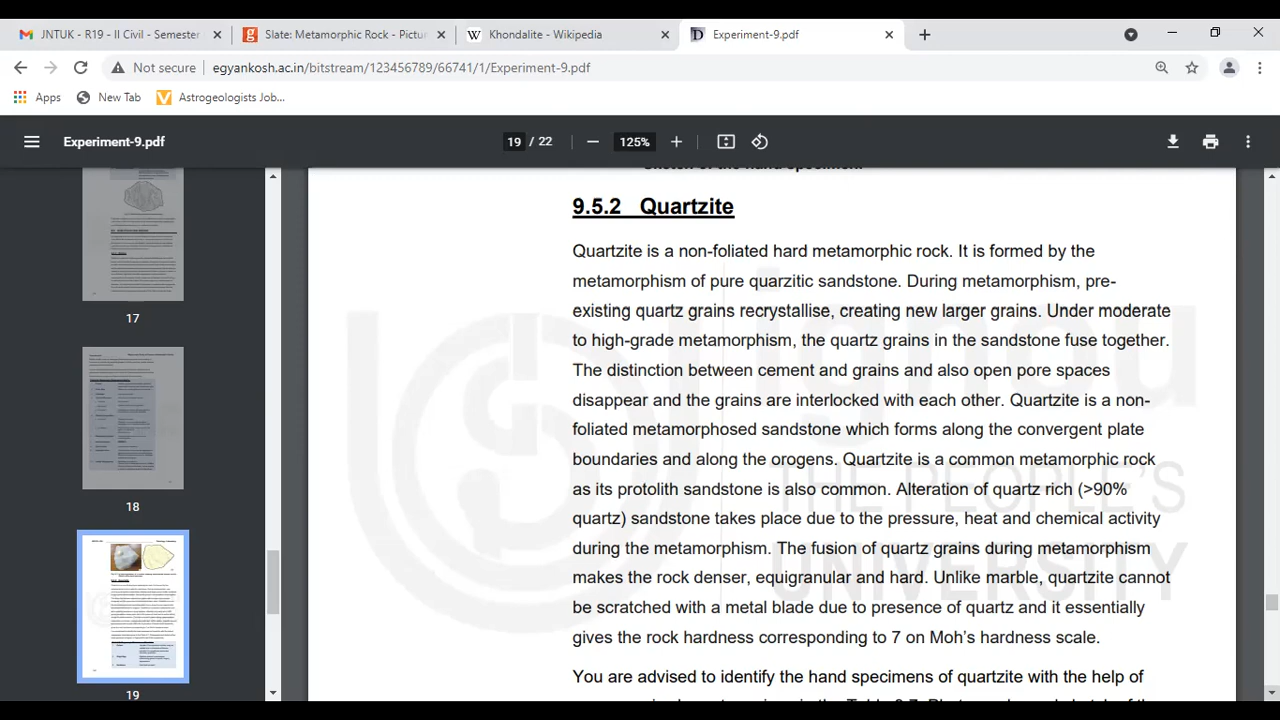 JNTUK - R19 - II Civil - Semester
Slate: Metamorphic Rock - Pictu
Khondalite - Wikipedia
Experiment-9.pdf
Not secure
egyankosh.ac.in/bitstream/123456789/66741/1/Experiment-9.pdf
Apps
New Tab
Astrogeologists Job...
Experiment-9.pdf
19 / 22
125%
17
18
19
Sketch of the hand specimen.
9.5.2 Quartzite
Quartzite is a non-foliated hard metamorphic rock. It is formed by the
metamorphism of pure quarzitic sandstone. During metamorphism, pre-
existing quartz grains recrystallise, creating new larger grains. Under moderate
to high-grade metamorphism, the quartz grains in the sandstone fuse together.
The distinction between cement and grains and also open pore spaces
disappear and the grains are interlocked with each other. Quartzite is a non-
foliated metamorphosed sandstone which forms along the convergent plate
boundaries and along the orogens. Quartzite is a common metamorphic rock
as its protolith sandstone is also common. Alteration of quartz rich (>90%
quartz) sandstone takes place due to the pressure, heat and chemical activity
during the metamorphism. The fusion of quartz grains during metamorphism
makes the rock denser, equigranular and hard. Unlike marble, quartzite cannot
be scratched with a metal blade due to presence of quartz and it essentially
gives the rock hardness corresponding to 7 on Moh's hardness scale.
You are advised to identify the hand specimens of quartzite with the help of
ignou
THE PEOPLE'S
UNIVERSITY